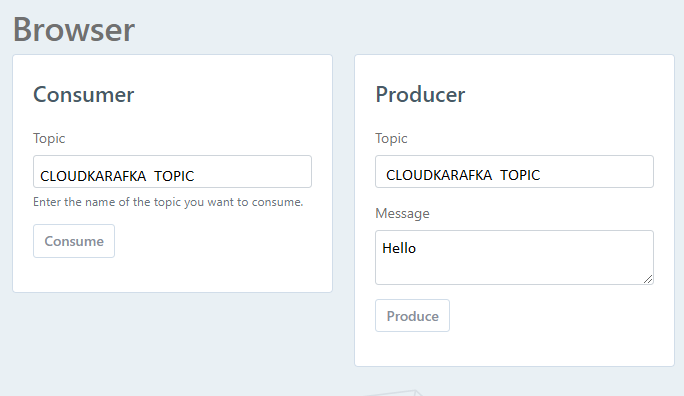 Browser
Consumer
Topic
CLOUDKARAFKA TOPIC
Enter the name of the topic you want to consume.
Consume
Producer
Topic
CLOUDKARAFKA TOPIC
Message
Hello
Produce